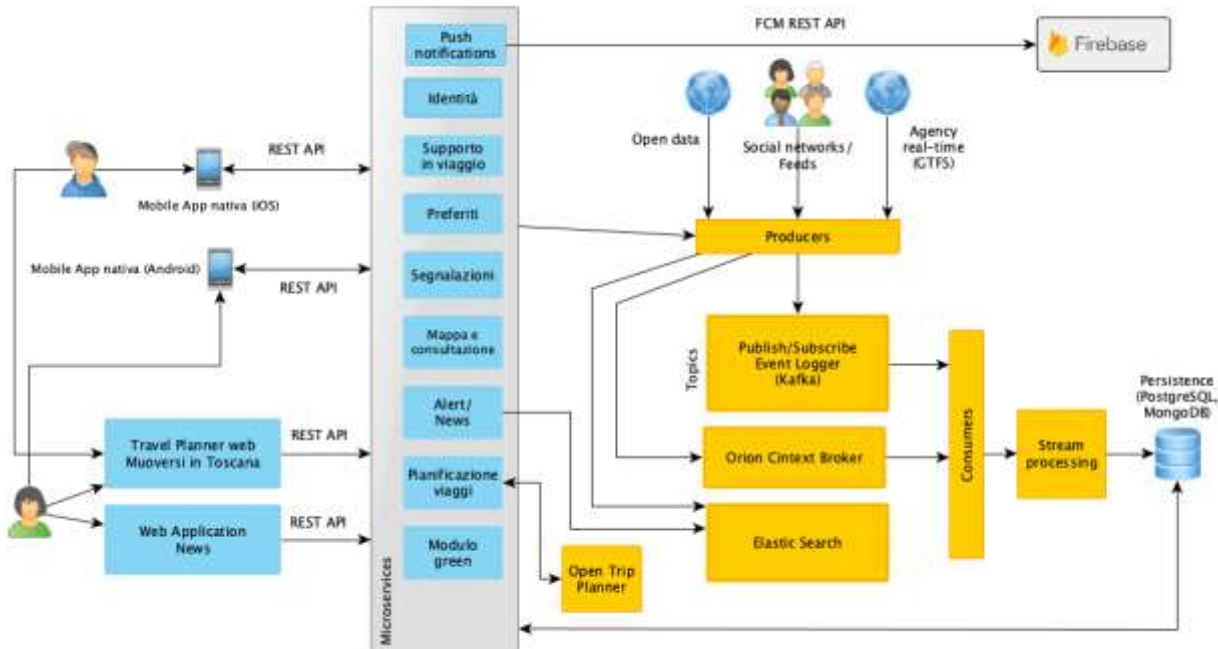 Push
notifications
Identità
Supporto
in viaggio
Preferiti
Segnalazioni
Mappa e
consultazione
Alert/
News
Pianificazione
viaggi
Modulo
green
Microservices
FCM REST API
Firebase
Open data
Social networks /
Feeds
Agency
real-time
(GTFS)
REST API
Mobile App nativa (iOS)
Mobile App nativa (Android)
REST API
Travel Planner web
Muoversi in Toscana
REST API
Web Application
News
REST API
Producers
Topics
Publish/Subscribe
Event Logger
(Kafka)
Orion Cintext Broker
Elastic Search
Open Trip
Planner
Consumers
Stream
processing
Persistence
(PostgreSQL,
MongoDB)